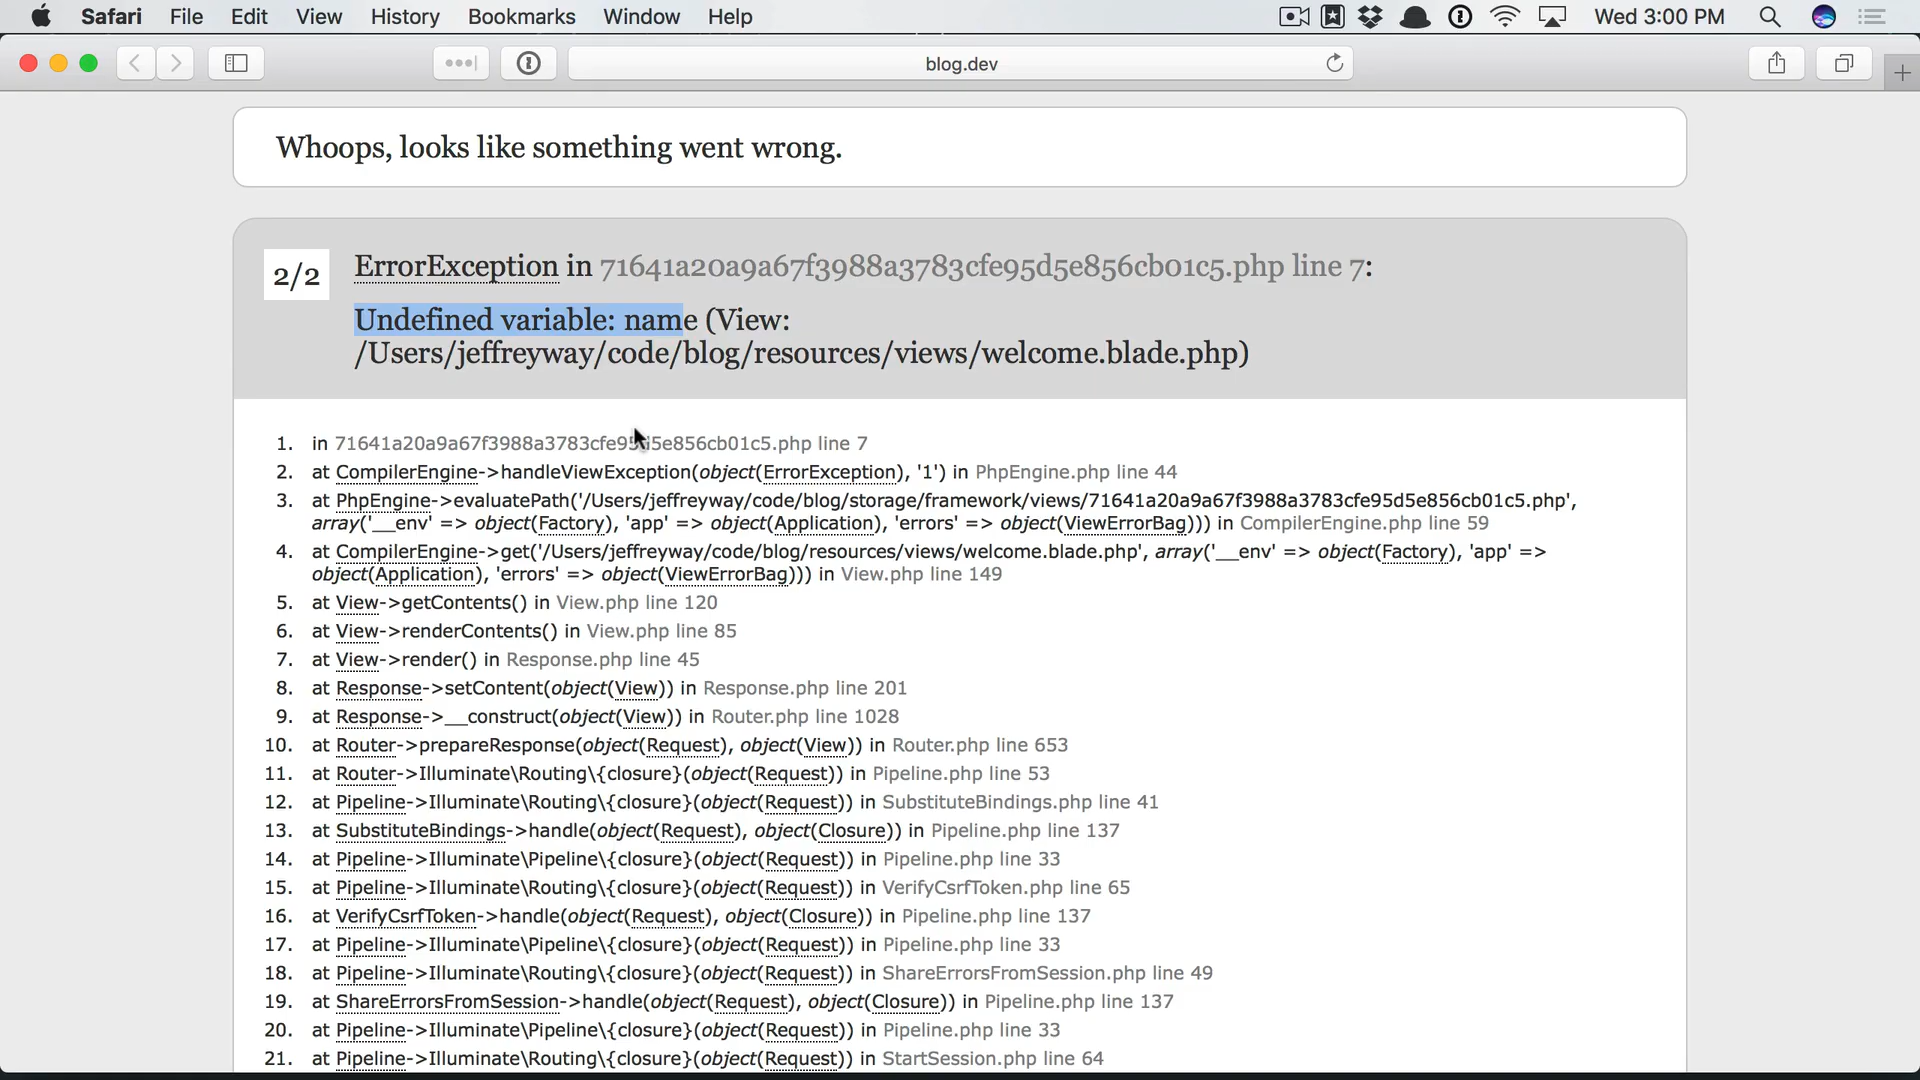 Safari File Edit View History Bookmarks Window Help Wed 3:00 PM
blog.dev
Whoops, looks like something went wrong.
2/2 ErrorException in 71641a20a9a67f3988a3783cfe95d5e856cb01c5.php line 7:
Undefined variable: name (View:
/Users/jeffreyway/code/blog/resources/views/welcome.blade.php)
1. in 71641a20a9a67f3988a3783cfe95d5e856cb01c5.php line 7
2. at CompilerEngine->handleViewException(object(ErrorException), '1') in PhpEngine.php line 44
3. at PhpEngine->evaluatePath('/Users/jeffreyway/code/blog/storage/framework/views/71641a20a9a67f3988a3783cfe95d5e856cb01c5.php',
array('__env' => object(Factory), 'app' => object(Application), 'errors' => object(ViewErrorBag))) in CompilerEngine.php line 59
4. at CompilerEngine->get('/Users/jeffreyway/code/blog/resources/views/welcome.blade.php', array('__env' => object(Factory), 'app' =>
object(Application), 'errors' => object(ViewErrorBag))) in View.php line 149
5. at View->getContents() in View.php line 120
6. at View->renderContents() in View.php line 85
7. at View->render() in Response.php line 45
8. at Response->setContent(object(View)) in Response.php line 201
9. at Response->__construct(object(View)) in Router.php line 1028
10. at Router->prepareResponse(object(Request), object(View)) in Router.php line 653
11. at Router->Illuminate\Routing\{closure}(object(Request)) in Pipeline.php line 53
12. at Pipeline->Illuminate\Routing\{closure}(object(Request)) in SubstituteBindings.php line 41
13. at SubstituteBindings->handle(object(Request), object(Closure)) in Pipeline.php line 137
14. at Pipeline->Illuminate\Pipeline\{closure}(object(Request)) in Pipeline.php line 33
15. at Pipeline->Illuminate\Routing\{closure}(object(Request)) in VerifyCsrfToken.php line 65
16. at VerifyCsrfToken->handle(object(Request), object(Closure)) in Pipeline.php line 137
17. at Pipeline->Illuminate\Pipeline\{closure}(object(Request)) in Pipeline.php line 33
18. at Pipeline->Illuminate\Routing\{closure}(object(Request)) in ShareErrorsFromSession.php line 49
19. at ShareErrorsFromSession->handle(object(Request), object(Closure)) in Pipeline.php line 137
20. at Pipeline->Illuminate\Pipeline\{closure}(object(Request)) in Pipeline.php line 33
21. at Pipeline->Illuminate\Routing\{closure}(object(Request)) in StartSession.php line 64